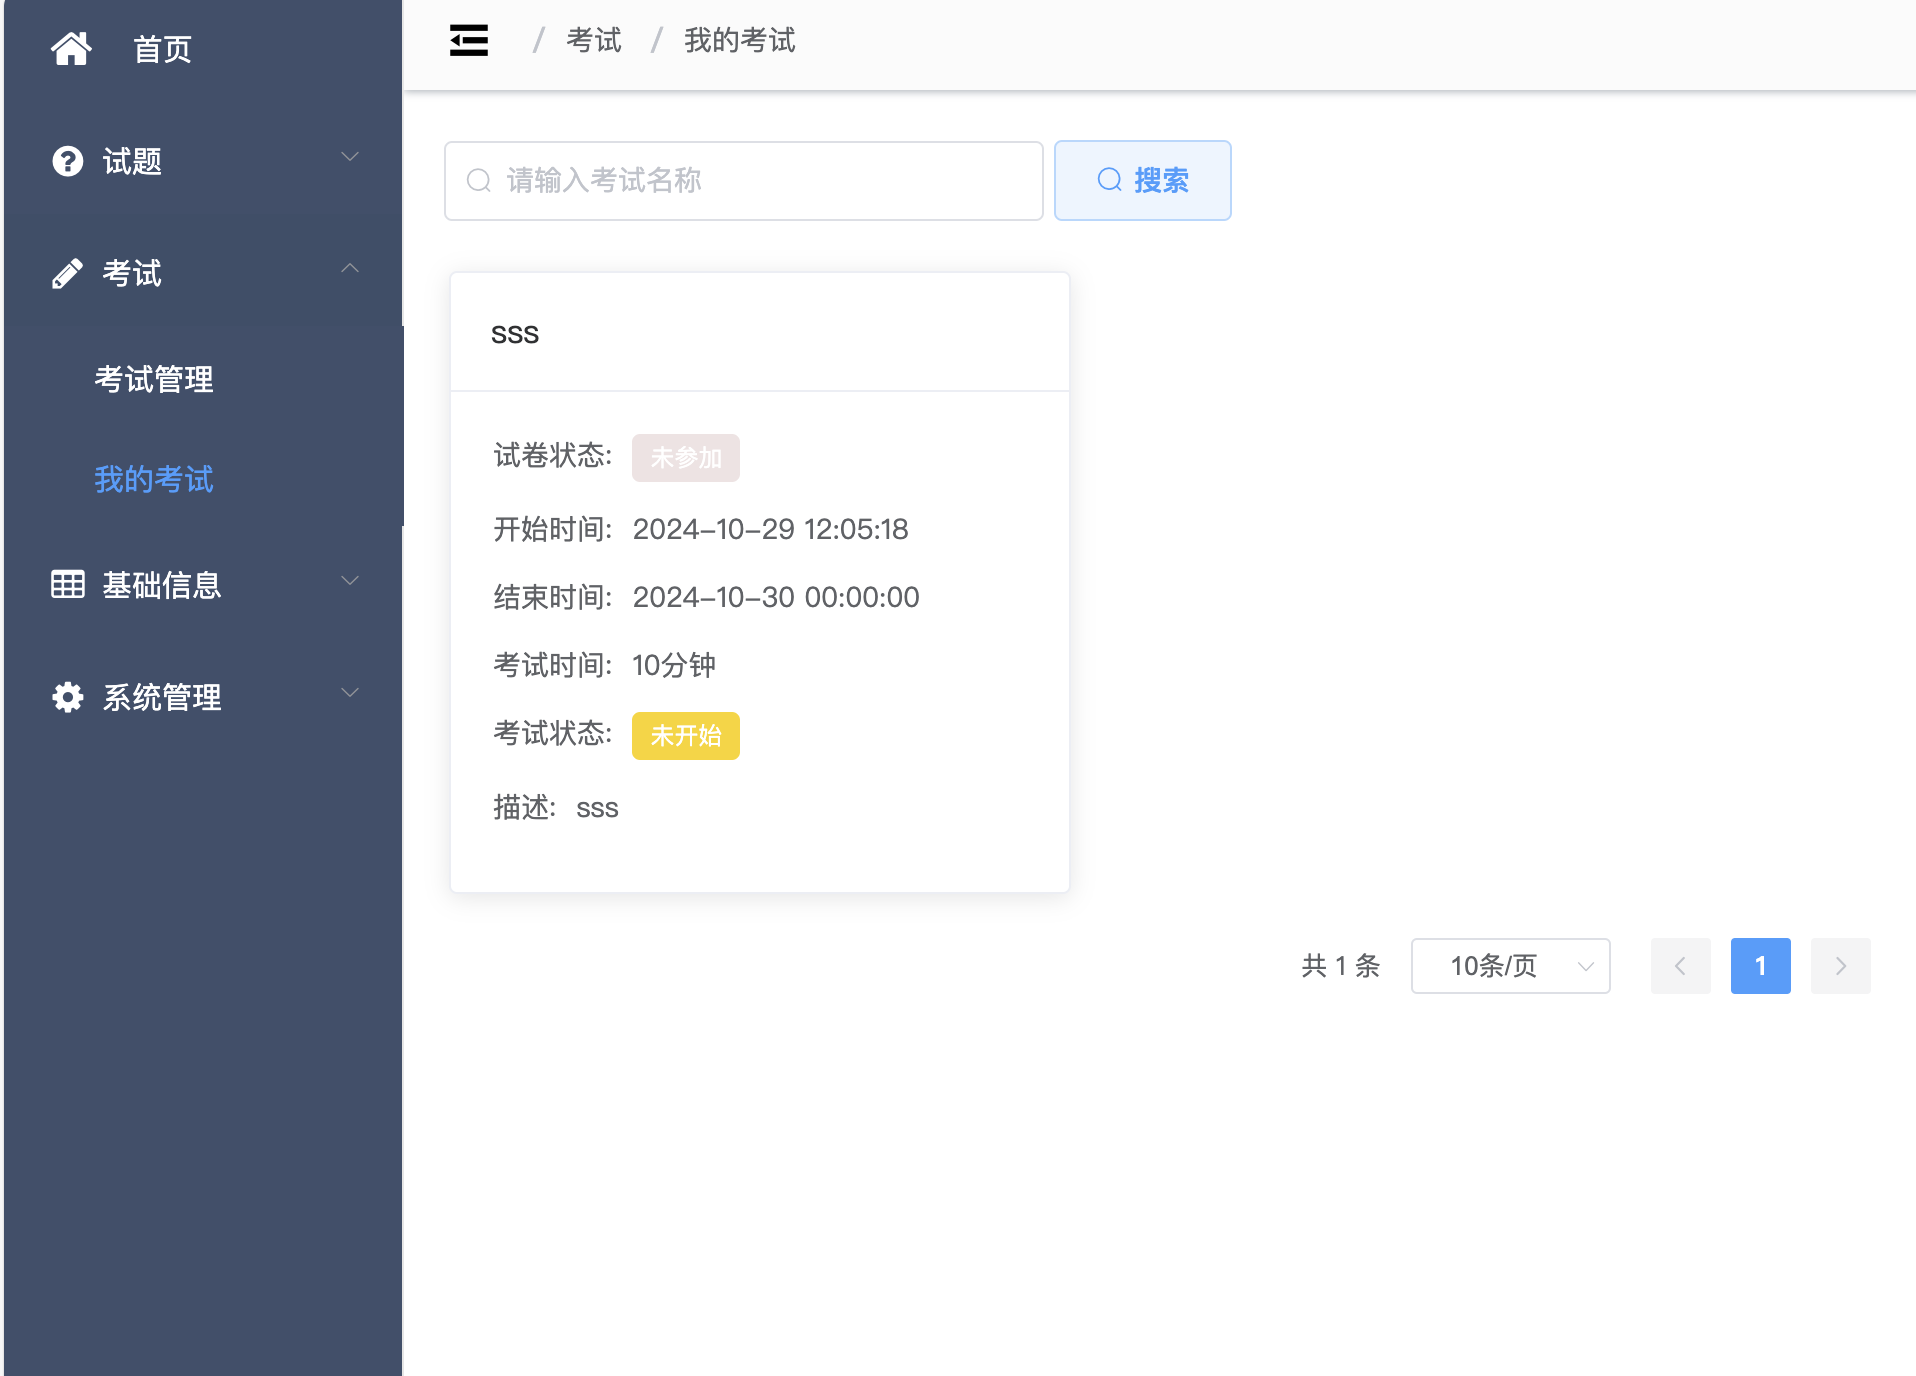 首页
试题
考试
考试管理
我的考试
基础信息
系统管理
/ 考试 / 我的考试
请输入考试名称
搜索
sss
试卷状态: 未参加
开始时间: 2024-10-29 12:05:18
结束时间: 2024-10-30 00:00:00
考试时间: 10分钟
考试状态: 未开始
描述: sss
共 1 条 10条/页 1